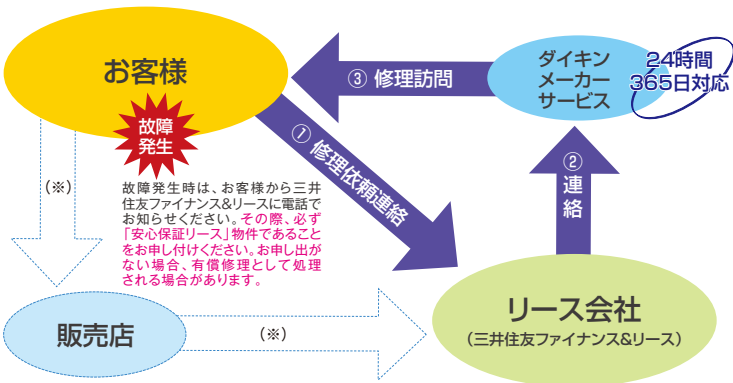 お客様
故障
発生
③ 修理訪問
ダイキン
メーカー
サービス
24時間
365日対応
① 修理依頼連絡
②
連
絡
(※)
故障発生時は、お客様から三井
住友ファイナンス&リースに電話で
お知らせください。その際、必ず
「安心保証リース」物件であること
をお申し付けください。お申し出が
ない場合、有償修理として処理
される場合があります。
販売店
(※)
リース会社
(三井住友ファイナンス&リース)